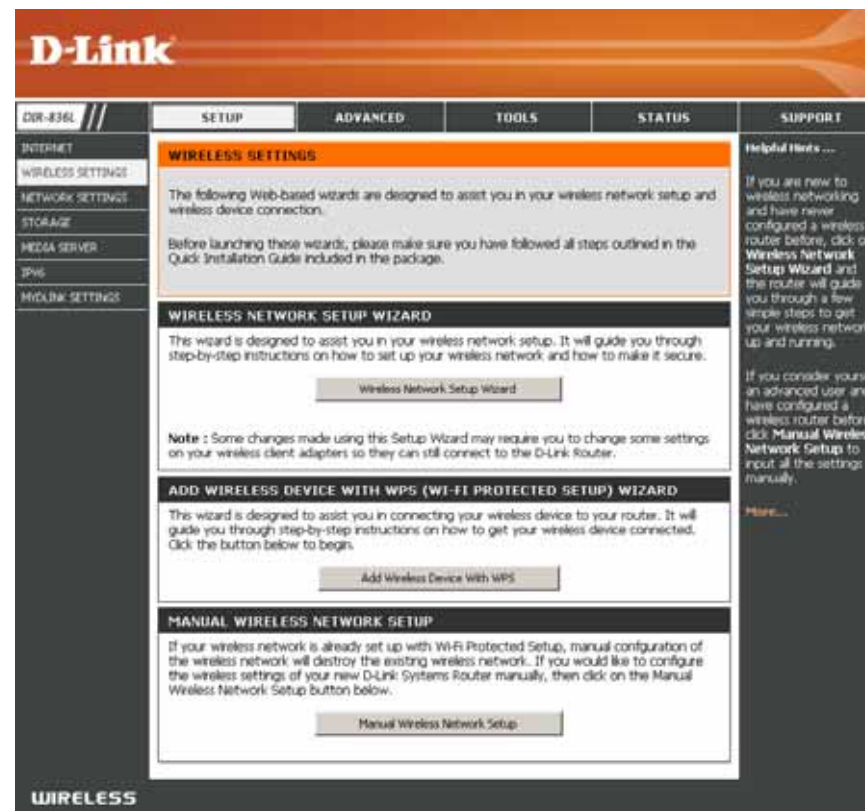 D-Link
DIR-836L
SETUP
ADVANCED
TOOLS
STATUS
SUPPORT
INTERNET
WIRELESS SETTINGS
NETWORK SETTINGS
STORAGE
MEDIA SERVER
IPV6
MYDLINK SETTINGS
WIRELESS SETTINGS
The following Web-based wizards are designed to assist you in your wireless network setup and
wireless device connection.
Before launching these wizards, please make sure you have followed all steps outlined in the
Quick Installation Guide included in the package.
WIRELESS NETWORK SETUP WIZARD
This wizard is designed to assist you in your wireless network setup. It will guide you through
step-by-step instructions on how to set up your wireless network and how to make it secure.
Wireless Network Setup Wizard
Note : Some changes made using this Setup Wizard may require you to change some settings
on your wireless client adapters so they can still connect to the D-Link Router.
ADD WIRELESS DEVICE WITH WPS (WI-FI PROTECTED SETUP) WIZARD
This wizard is designed to assist you in connecting your wireless device to your router. It will
guide you through step-by-step instructions on how to get your wireless device connected.
Click the button below to begin.
Add Wireless Device With WPS
MANUAL WIRELESS NETWORK SETUP
If your wireless network is already set up with Wi-Fi Protected Setup, manual confguration of
the wireless network will destroy the existing wireless network. If you would like to configure
the wireless settings of your new D-Link Systems Router manually, then click on the Manual
Wireless Network Setup button below.
Manual Wireless Network Setup
Helpful Hints ...
If you are new to
wireless networking
and have never
configured a wireless
router before, click o
Wireless Network
Setup Wizard and
the router will guide
you through a few
simple steps to get
your wireless networ
up and running.
If you consider yours
an advanced user an
have configured a
wireless router befor
click Manual Wireles
Network Setup to
input all the settings
manually.
More...
WIRELESS